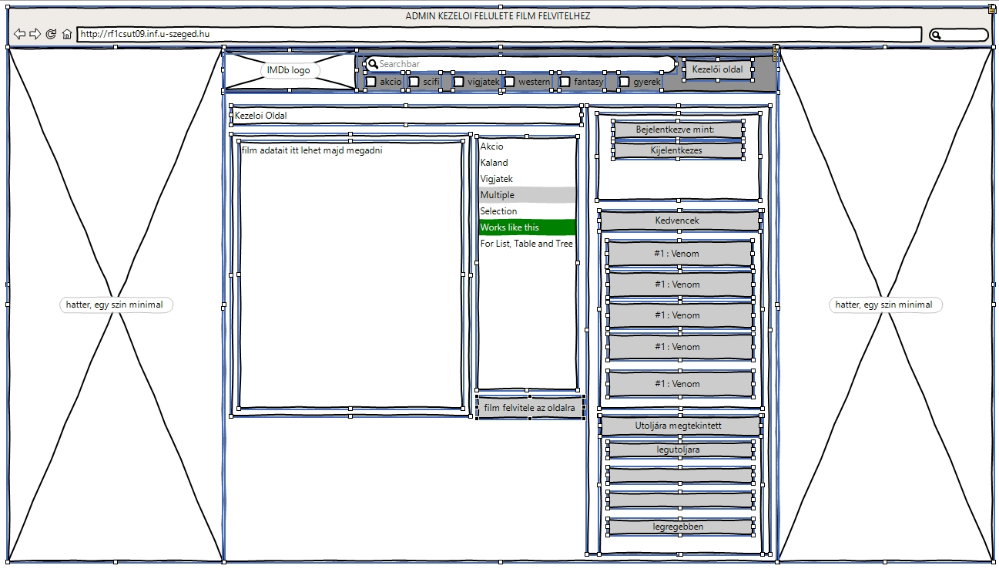 ADMIN KEZELOI FELULETE FILM FELVITELHEZ
http://rf1csut09.inf.u-szeged.hu
IMDb logo
Searchbar
Kezelői oldal
akcio
scifi
vigjatek
western
fantasy
gyerek
Kezeloi Oldal
film adatait itt lehet majd megadni
Akcio
Kaland
Vigjatek
Multiple
Selection
Works like this
For List, Table and Tree
film felvitele az oldalra
Bejelentkezve mint:
Kijelentkezes
Kedvencek
#1 : Venom
#1 : Venom
#1 : Venom
#1 : Venom
#1 : Venom
Utoljára megtekintett
legutoljara
legregebben
hatter, egy szin minimal
hatter, egy szin minimal